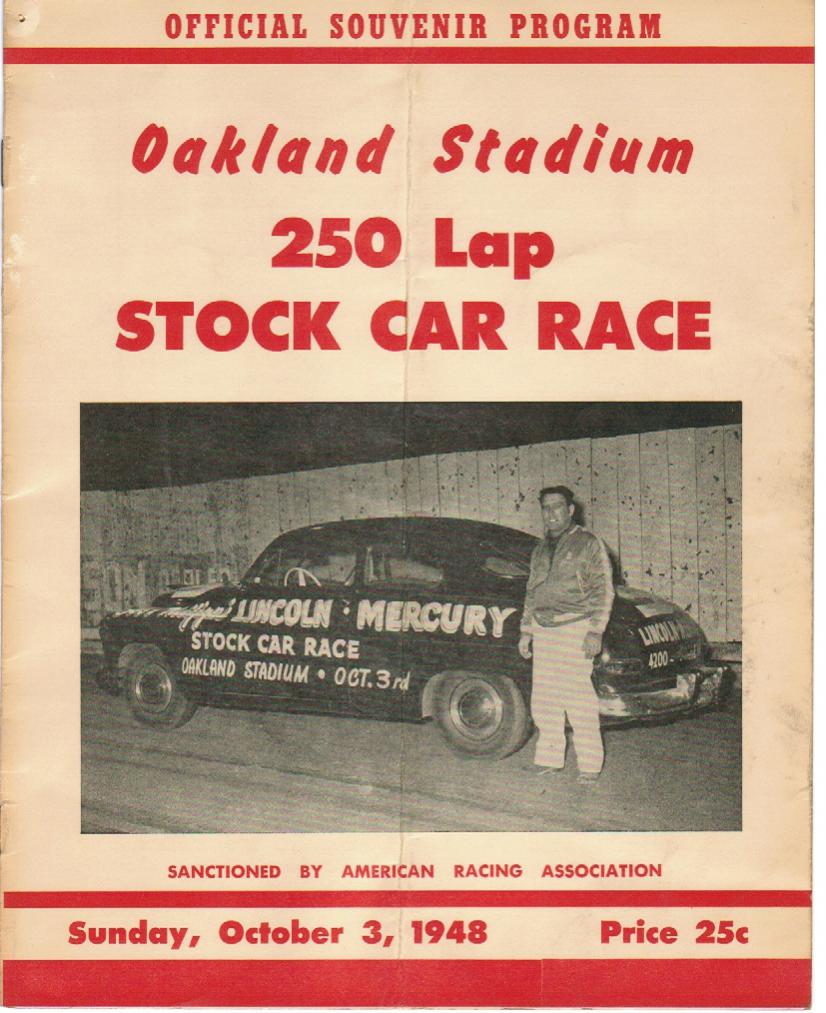 OFFICIAL SOUVENIR PROGRAM
Oakland Stadium
250 Lap
STOCK CAR RACE
LINCOLN · MERCURY
STOCK CAR RACE
OAKLAND STADIUM • OCT. 3rd
LINCOLN
4200
SANCTIONED BY AMERICAN RACING ASSOCIATION
Sunday, October 3, 1948
Price 25c